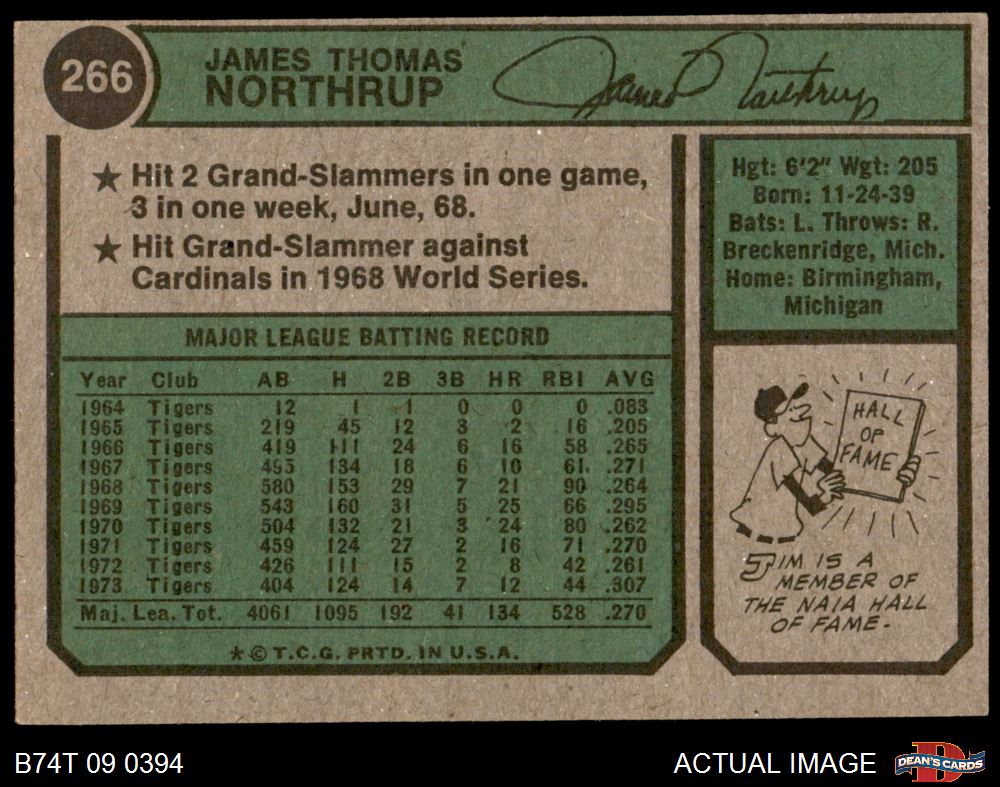 266
JAMES THOMAS
NORTHRUP
James Northrup
★ Hit 2 Grand-Slammers in one game,
3 in one week, June, 68.
★ Hit Grand-Slammer against
Cardinals in 1968 World Series.
Hgt: 6'2" Wgt: 205
Born: 11-24-39
Bats: L. Throws: R.
Breckenridge, Mich.
Home: Birmingham,
Michigan
MAJOR LEAGUE BATTING RECORD
Year Club AB H 2B 3B HR RBI AVG
1964 Tigers 12 1 1 0 0 0 .083
1965 Tigers 219 45 12 3 2 16 .205
1966 Tigers 419 111 24 6 16 58 .265
1967 Tigers 495 134 18 6 10 61. .271
1968 Tigers 580 153 29 7 21 90 .264
1969 Tigers 543 160 31 5 25 66 .295
1970 Tigers 504 132 21 3 24 80 .262
1971 Tigers 459 124 27 2 16 71 .270
1972 Tigers 426 111 15 2 8 42 .261
1973 Tigers 404 124 14 7 12 44 .307
Maj. Lea. Tot. 4061 1095 192 41 134 528 .270
* © T.C.G. PRTD. IN U.S.A.
HALL
OF
FAME
JIM IS A
MEMBER OF
THE NAIA HALL
OF FAME.
B74T 09 0394
ACTUAL IMAGE
D
DEAN'S CARDS